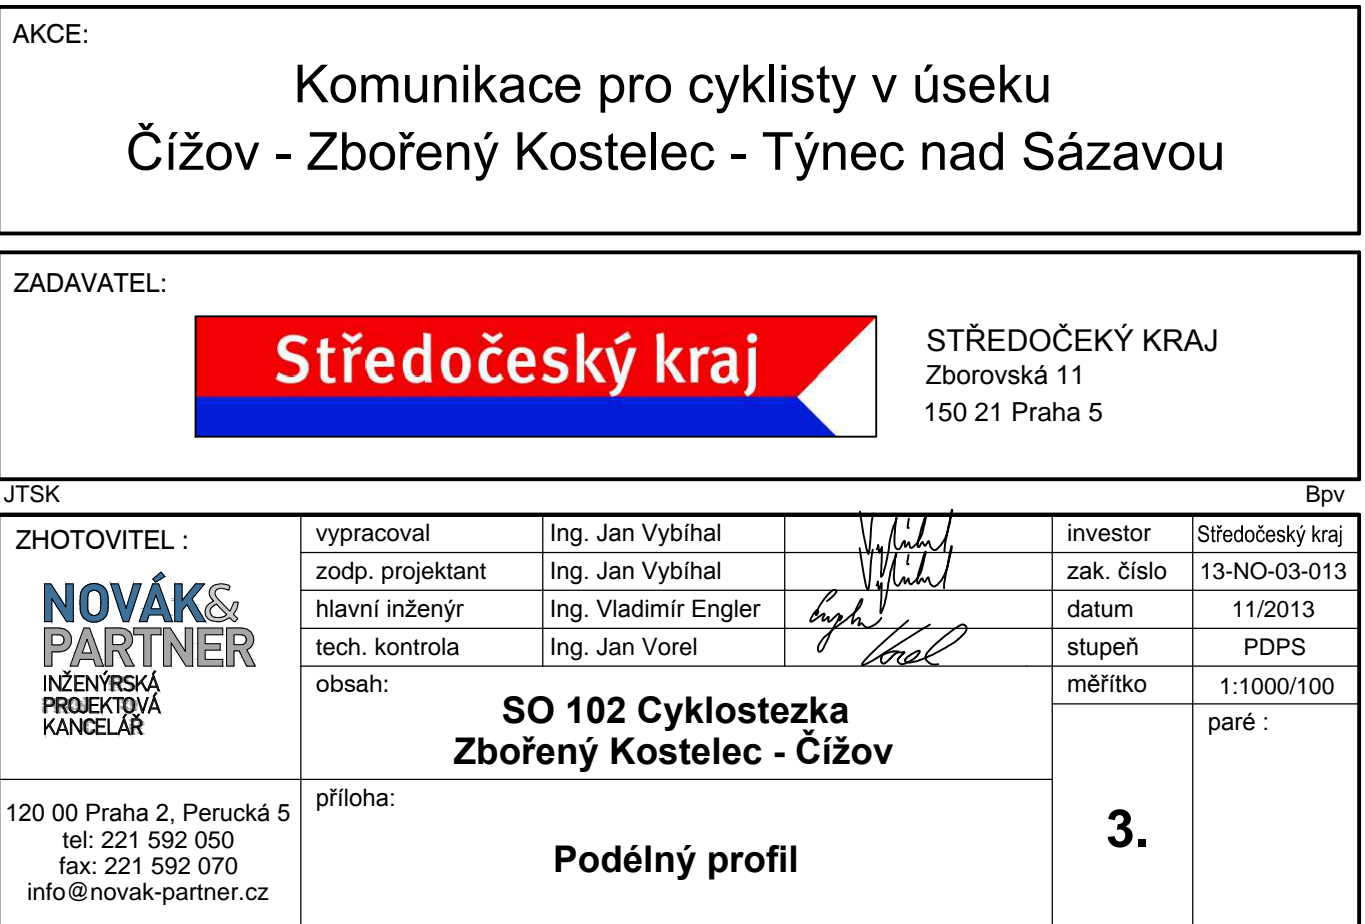 AKCE:
Komunikace pro cyklisty v úseku
Čížov - Zbořený Kostelec - Týnec nad Sázavou
ZADAVATEL:
Středočeský kraj
STŘEDOČEKÝ KRAJ
Zborovská 11
150 21 Praha 5
JTSK
Bpv
ZHOTOVITEL :
NOVÁK&
PARTNER
INŽENÝRSKÁ
PROJEKTOVÁ
KANCELÁŘ
120 00 Praha 2, Perucká 5
tel: 221 592 050
fax: 221 592 070
info@novak-partner.cz
vypracoval Ing. Jan Vybíhal
zodp. projektant Ing. Jan Vybíhal
hlavní inženýr Ing. Vladimír Engler
tech. kontrola Ing. Jan Vorel
investor Středočeský kraj
zak. číslo 13-NO-03-013
datum 11/2013
stupeň PDPS
měřítko 1:1000/100
obsah:
SO 102 Cyklostezka
Zbořený Kostelec - Čížov
příloha:
Podélný profil
3.
paré :